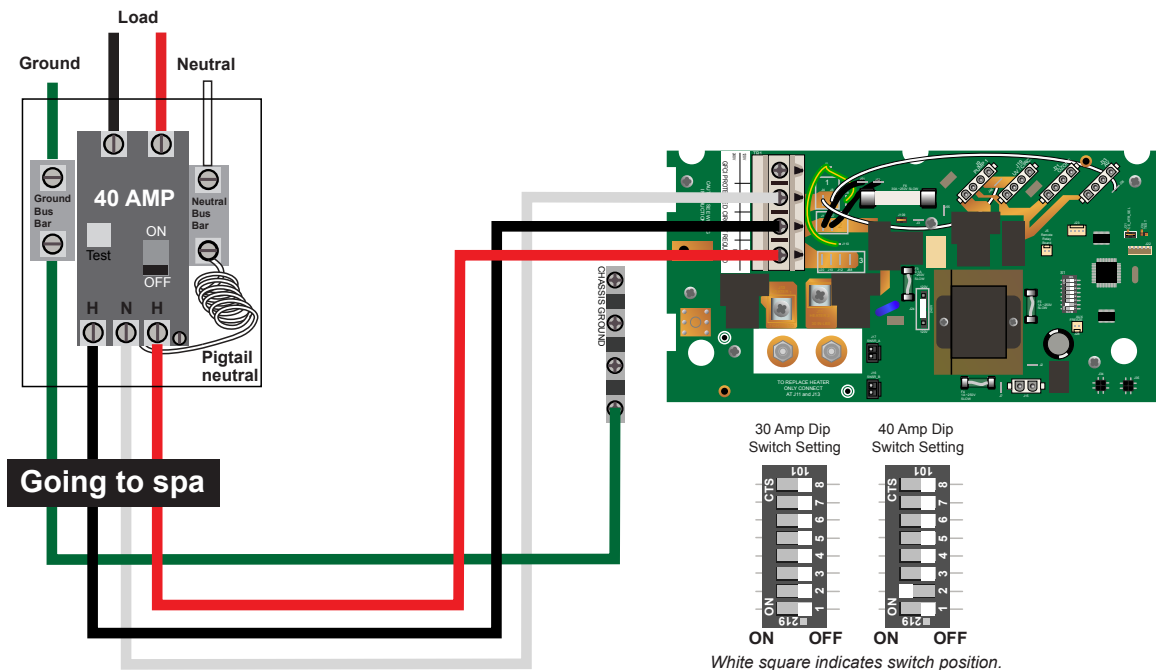 Load
Ground
Neutral
Ground
Bus
Bar
40 AMP
Neutral
Bus
Bar
Test
ON
OFF
H
N
H
Pigtail
neutral
Going to spa
CHASSIS GROUND
1
3
TO REPLACE HEATER
ONLY CONNECT
AT J11 and J13
30 Amp Dip
Switch Setting
40 Amp Dip
Switch Setting
101
CTS
8
7
6
5
4
3
2
1
ON
219
101
CTS
8
7
6
5
4
3
2
1
ON
219
ON
OFF
ON
OFF
White square indicates switch position.